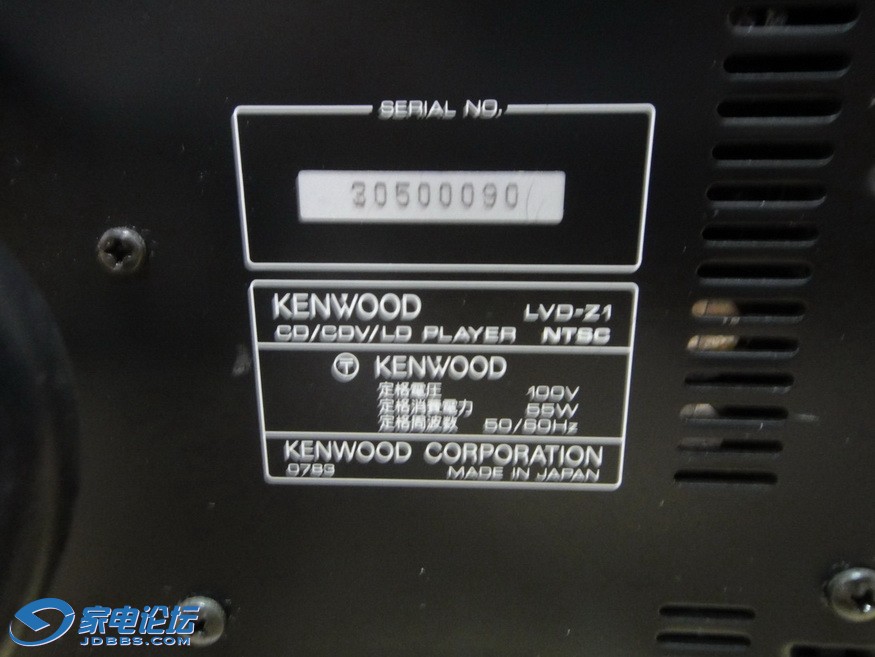 SERIAL NO.
30500090
KENWOOD LVD-Z1
CD/CDV/LD PLAYER NTSC
〒 KENWOOD
定格電圧 100V
定格消費電力 55W
定格周波数 50/60Hz
KENWOOD CORPORATION
0783 MADE IN JAPAN
家电论坛
JDBBS.COM